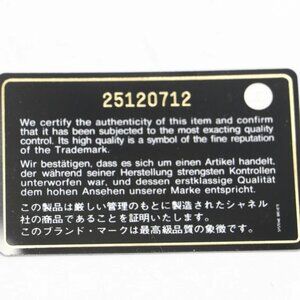 25120712
We certify the authenticity of this item and confirm
that it has been subjected to the most exacting quality
control. Its high quality is a symbol of the fine reputation
of the Trademark.
Wir bestätigen, dass es sich um einen Artikel handelt,
der während seiner Herstellung strengsten Kontrollen
unterworfen war, und dessen erstklassige Qualität
dem hohen Ansehen unserer Marke entspricht.
この製品は厳しい管理のもとに製造されたシャネル
社の商品であることを証明いたします。
このブランド・マークは最高級品質の象徴です。